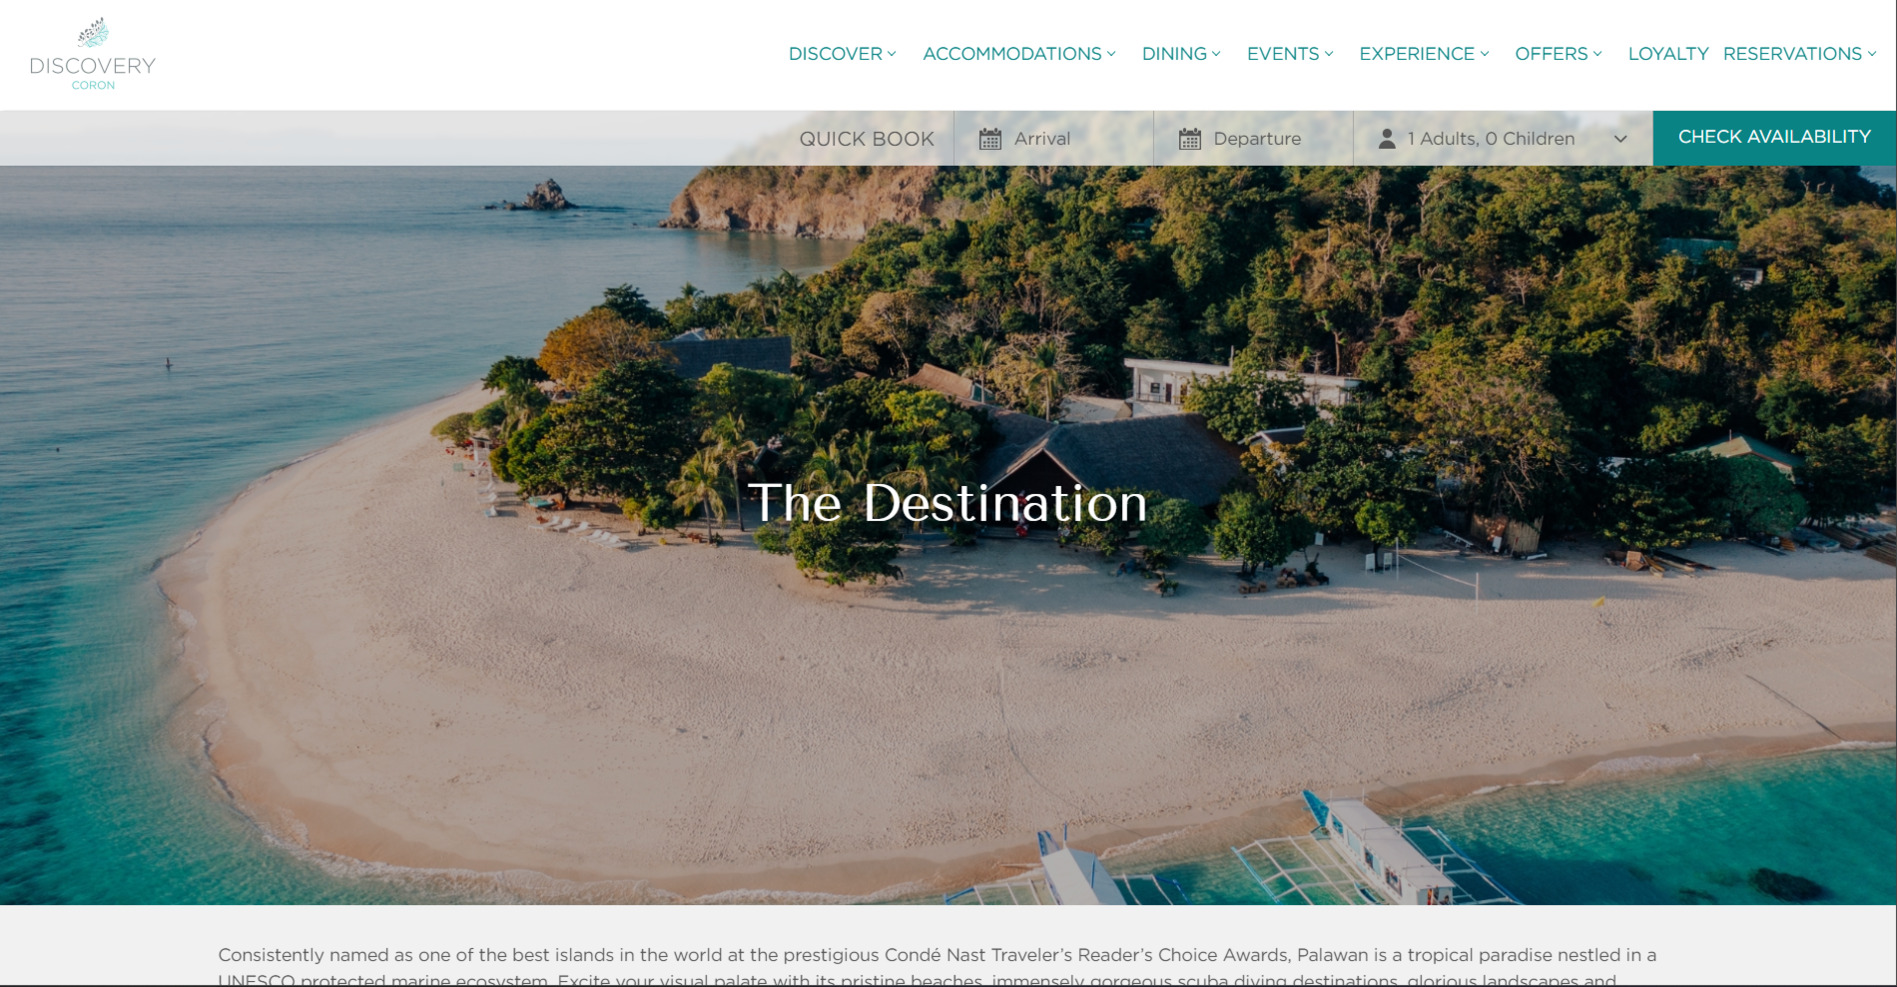 DISCOVERY
CORON
DISCOVER ACCOMMODATIONS DINING EVENTS EXPERIENCE OFFERS LOYALTY RESERVATIONS
QUICK BOOK Arrival Departure 1 Adults, 0 Children CHECK AVAILABILITY
The Destination
Consistently named as one of the best islands in the world at the prestigious Condé Nast Traveler’s Reader’s Choice Awards, Palawan is a tropical paradise nestled in a
UNESCO protected marine ecosystem. Excite your visual palate with its pristine beaches, immensely gorgeous scuba diving destinations, glorious landscapes and